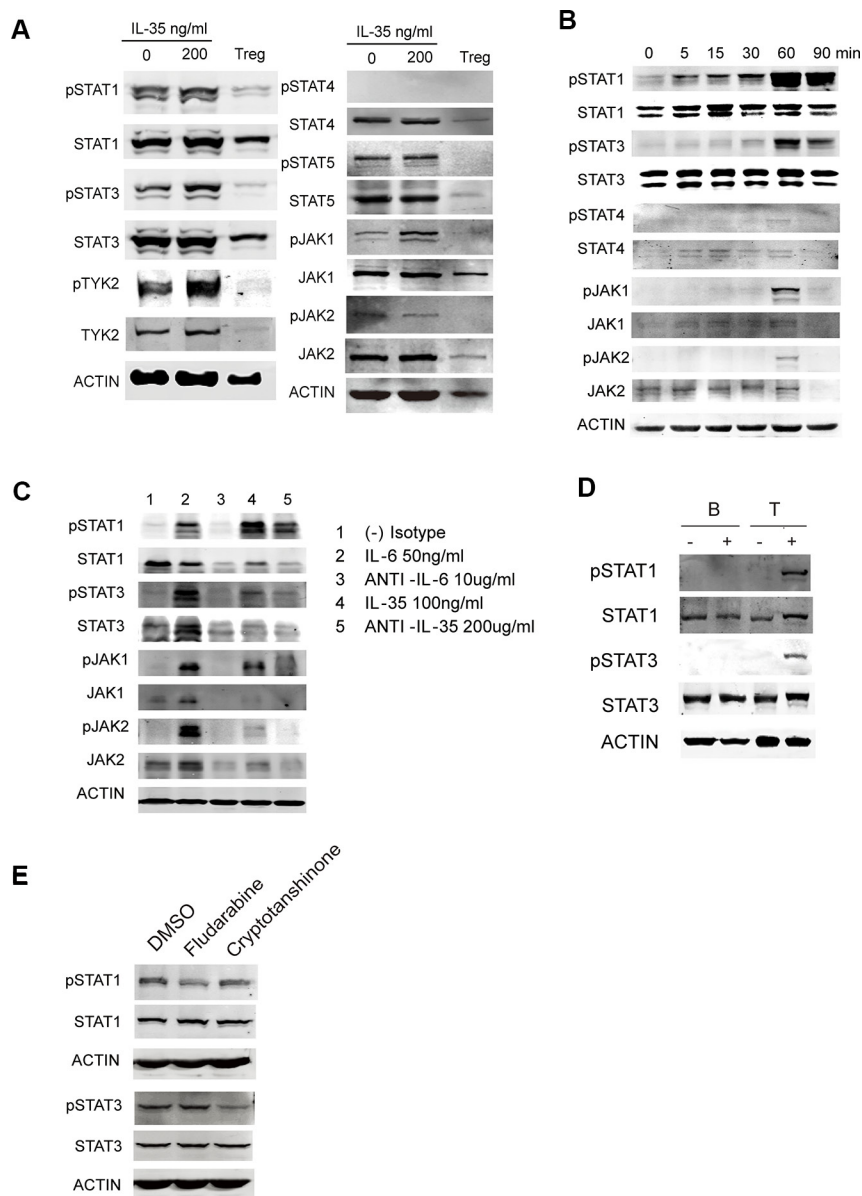 A
IL-35 ng/ml
0 200 Treg
pSTAT1
STAT1
pSTAT3
STAT3
pTYK2
TYK2
ACTIN
IL-35 ng/ml
0 200 Treg
pSTAT4
STAT4
pSTAT5
STAT5
pJAK1
JAK1
pJAK2
JAK2
ACTIN
B
0 5 15 30 60 90 min
pSTAT1
STAT1
pSTAT3
STAT3
pSTAT4
STAT4
pJAK1
JAK1
pJAK2
JAK2
ACTIN
C
1 2 3 4 5
pSTAT1
STAT1
pSTAT3
STAT3
pJAK1
JAK1
pJAK2
JAK2
ACTIN
1 (-) Isotype
2 IL-6 50ng/ml
3 ANTI -IL-6 10ug/ml
4 IL-35 100ng/ml
5 ANTI -IL-35 200ug/ml
D
B T
- + - +
pSTAT1
STAT1
pSTAT3
STAT3
ACTIN
E
DMSO
Fludarabine
Cryptotanshinone
pSTAT1
STAT1
ACTIN
pSTAT3
STAT3
ACTIN